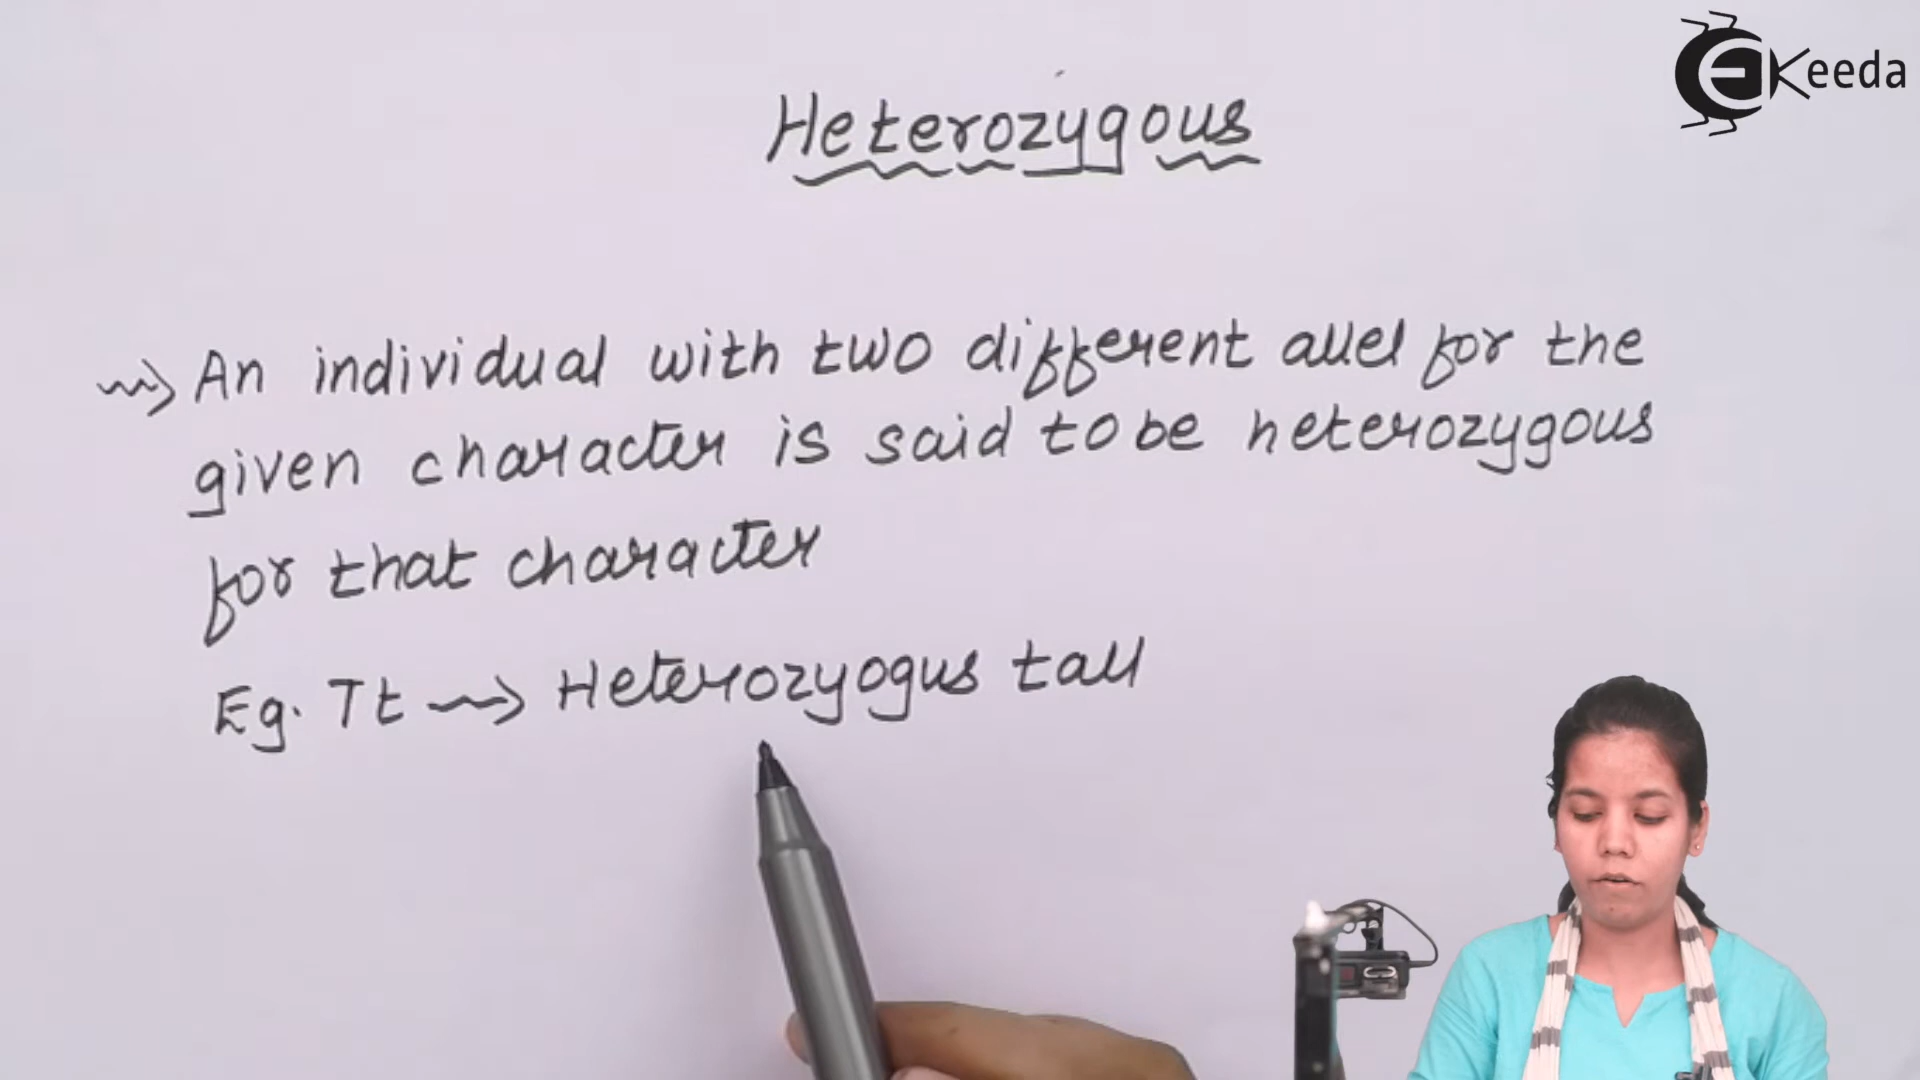 EKeeda
Heterozygous
An individual with two different allel for the
given character is said to be heterozygous
for that character
Eg. Tt → Heterozyogus tall